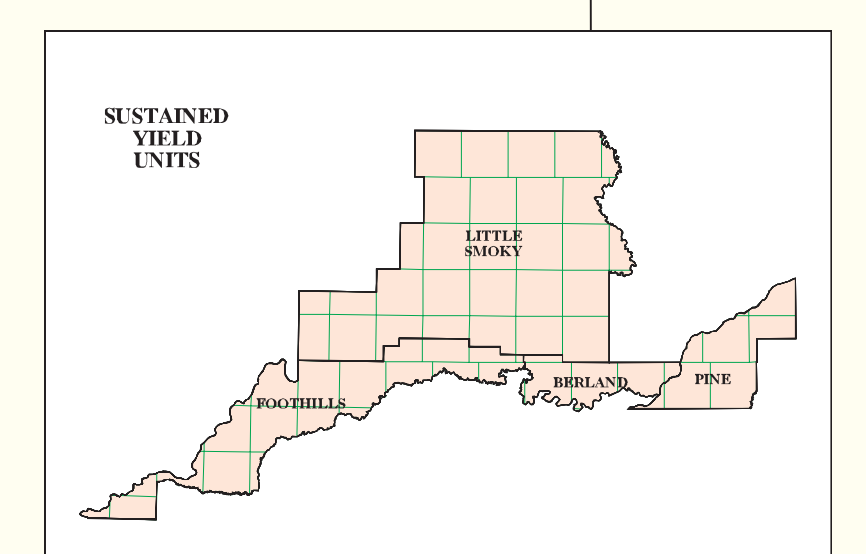 SUSTAINED
YIELD
UNITS
LITTLE
SMOKY
BERLAND
PINE
FOOTHILLS